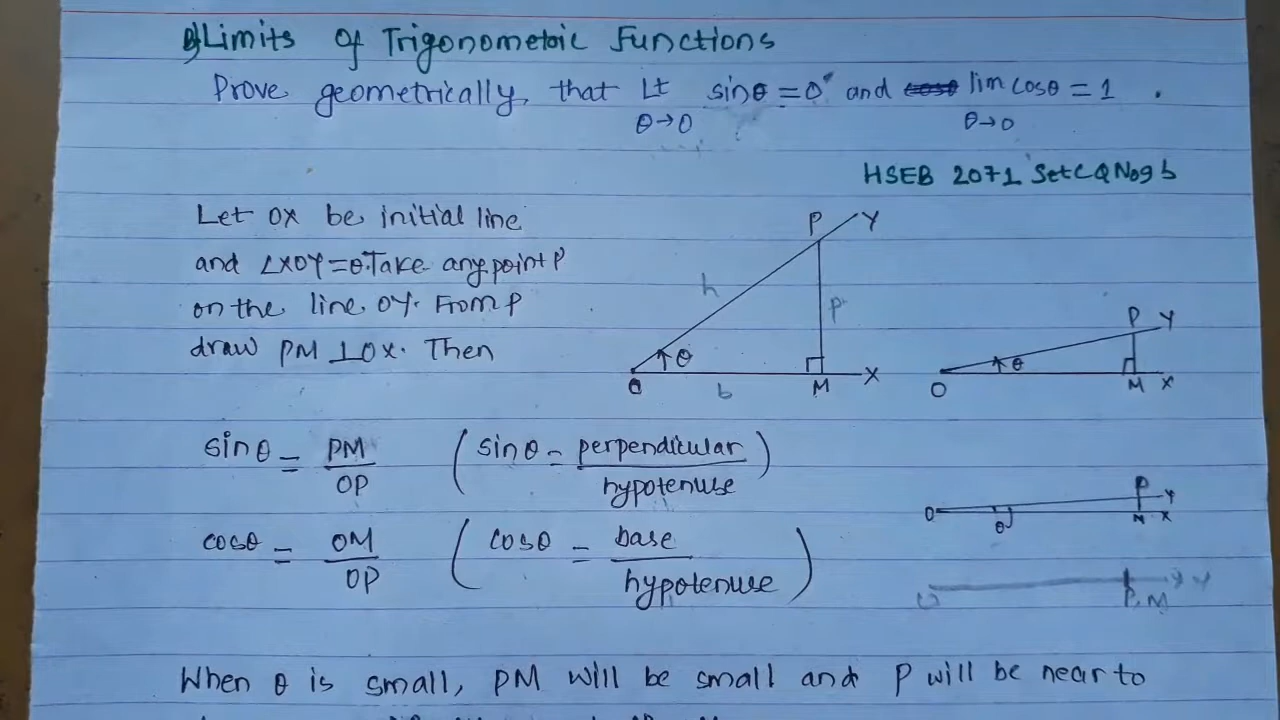 Limits Of Trigonometric Functions
Prove geometrically, that Lt sinθ = 0 and lim cosθ = 1 .
θ→0 θ→0
HSEB 2071 Set C Q No 9 b
Let OX be initial line
and ∠XOY = θ. Take any point P
on the line OY. From P
draw PM ⊥ OX. Then
P Y
h
p
θ
O b M X
P Y
θ
O M X
sinθ = PM/OP (sinθ = perpendicular/hypotenuse)
P
O Y
θ M X
cosθ = OM/OP (cosθ = base/hypotenuse)
O Y
P, M
When θ is small, PM will be small and P will be near to